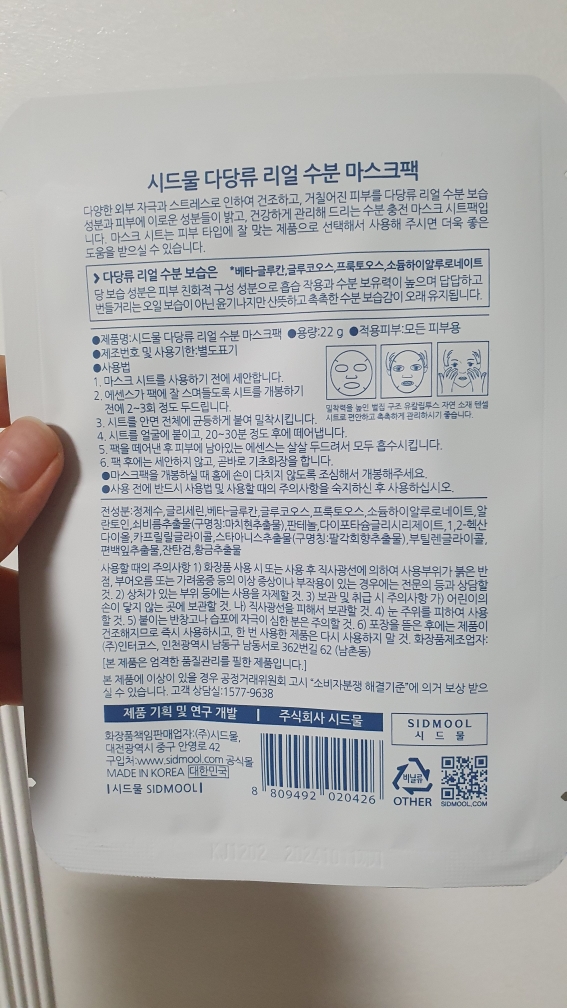 시드물 다당류 리얼 수분 마스크팩
다양한 외부 자극과 스트레스로 인하여 건조하고, 거칠어진 피부를 다당류 리얼 수분 보습
성분과 피부에 이로운 성분들이 밝고, 건강하게 관리해 드리는 수분 충전 마스크 시트팩입
니다. 마스크 시트는 피부 타입에 잘 맞는 제품으로 선택해서 사용해 주시면 더욱 좋은
도움을 받으실 수 있습니다.
❯ 다당류 리얼 수분 보습은 *베타-글루칸,글루코오스,프룩토오스,소듐하이알루로네이트
당 보습 성분은 피부 친화적 구성 성분으로 흡습 작용과 수분 보유력이 높으며 답답하고
번들거리는 오일 보습이 아닌 윤기나지만 산뜻하고 촉촉한 수분 보습감이 오래 유지됩니다.
●제품명:시드물 다당류 리얼 수분 마스크팩 ●용량:22 g ●적용피부:모든 피부용
●제조번호 및 사용기한:별도표기
●사용법
1. 마스크 시트를 사용하기 전에 세안합니다.
2. 에센스가 팩에 잘 스며들도록 시트를 개봉하기
전에 2~3회 정도 두드립니다.
밀착력을 높인 벌집 구조 유칼립투스 자연 소재 텐셀
시트로 편안하고 촉촉하게 관리하시기 좋습니다.
3. 시트를 안면 전체에 균등하게 붙여 밀착시킵니다.
4. 시트를 얼굴에 붙이고, 20~30분 정도 후에 떼어냅니다.
5. 팩을 떼어낸 후 피부에 남아있는 에센스는 살살 두드려서 모두 흡수시킵니다.
6. 팩 후에는 세안하지 않고, 곧바로 기초화장을 합니다.
●마스크팩을 개봉하실 때 홈에 손이 다치지 않도록 조심해서 개봉해주세요.
●사용 전에 반드시 사용법 및 사용할 때의 주의사항을 숙지하신 후 사용하십시오.
전성분:정제수,글리세린,베타-글루칸,글루코오스,프룩토오스,소듐하이알루로네이트,알
란토인,쇠비름추출물(구명칭:마치현추출물),판테놀,다이포타슘글리시리제이트,1,2-헥산
다이올,카프릴릴글라이콜,스타아니스추출물(구명칭:팔각회향추출물),부틸렌글라이콜,
편백잎추출물,잔탄검,황금추출물
사용할 때의 주의사항 1) 화장품 사용 시 또는 사용 후 직사광선에 의하여 사용부위가 붉은 반
점, 부어오름 또는 가려움증 등의 이상 증상이나 부작용이 있는 경우에는 전문의 등과 상담할
것. 2) 상처가 있는 부위 등에는 사용을 자제할 것. 3) 보관 및 취급 시 주의사항 가) 어린이의
손이 닿지 않는 곳에 보관할 것. 나) 직사광선을 피해서 보관할 것. 4) 눈 주위를 피하여 사용
할 것. 5) 붙이는 반창고나 습포에 자극이 심한 분은 주의할 것. 6) 포장을 뜯은 후에는 제품이
건조해지므로 즉시 사용하시고, 한 번 사용한 제품은 다시 사용하지 말 것. 화장품제조업자:
(주)인터코스, 인천광역시 남동구 남동서로 362번길 62 (남촌동)
[본 제품은 엄격한 품질관리를 필한 제품입니다.]
본 제품에 이상이 있을 경우 공정거래위원회 고시 "소비자분쟁 해결기준"에 의거 보상 받으
실 수 있습니다. 고객 상담실:1577-9638
제품 기획 및 연구 개발 | 주식회사 시드물
화장품책임판매업자:(주)시드물,
대전광역시 중구 안영로 42
구입처:www.sidmool.com 공식몰
MADE IN KOREA 대한민국
|시드물 SIDMOOL|
8 809492 020426
SIDMOOL
시드물
비닐류
OTHER
SIDMOOL.COM